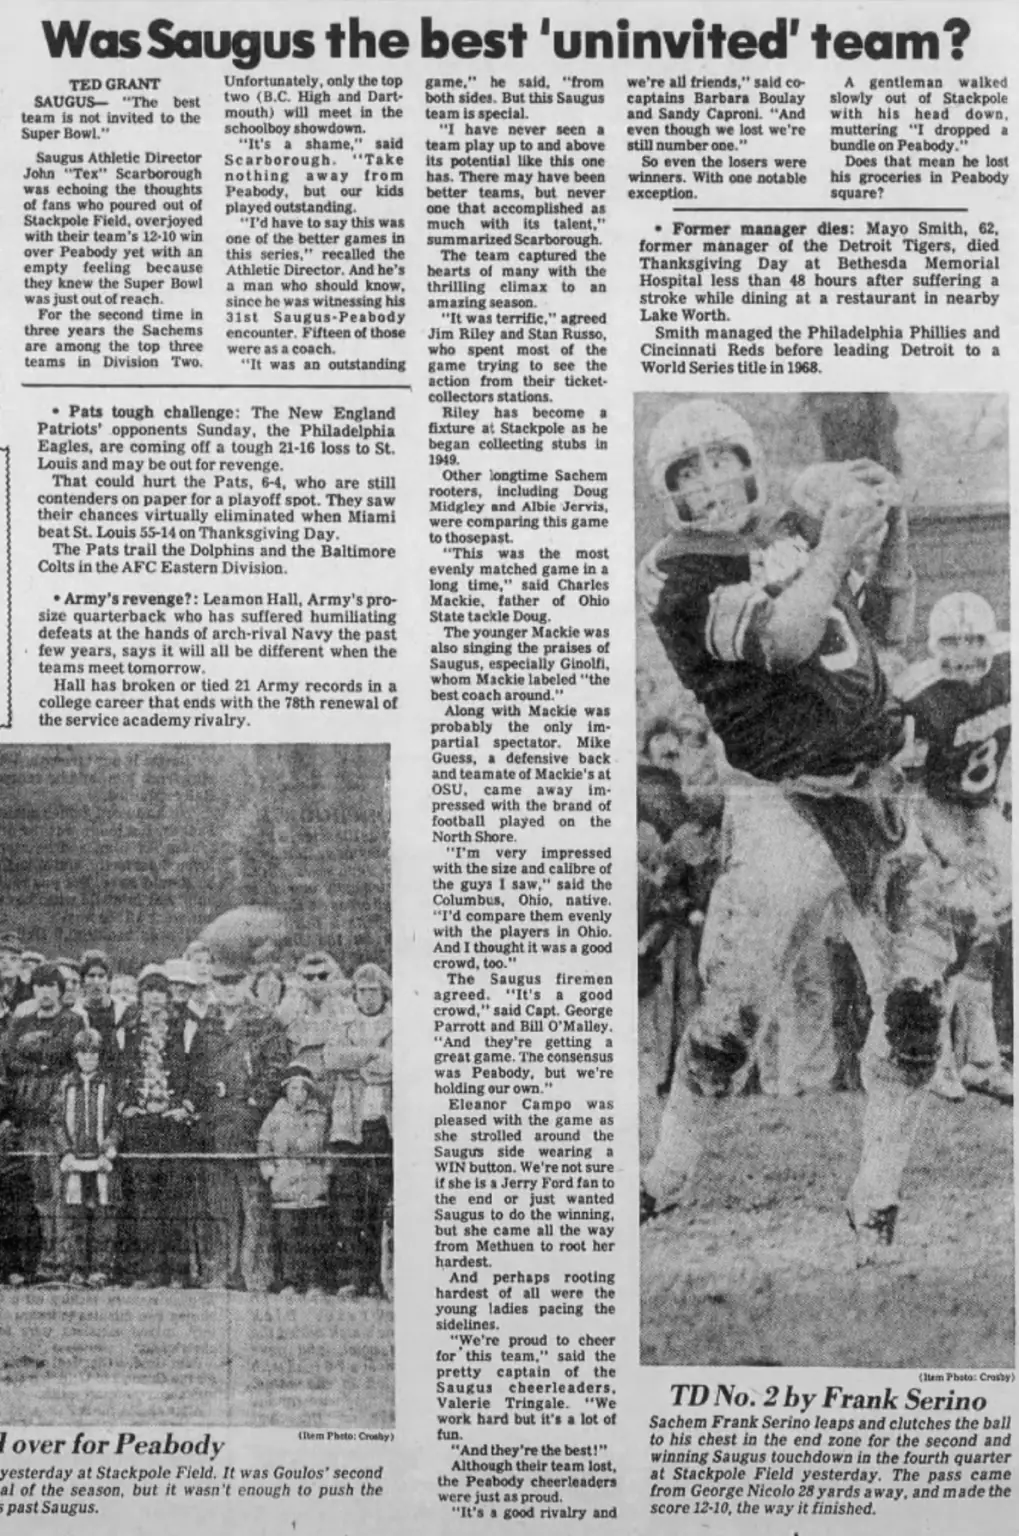 Was Saugus the best 'uninvited' team?
TED GRANT
SAUGUS— "The best
team is not invited to the
Super Bowl."
Saugus Athletic Director
John "Tex" Scarborough
was echoing the thoughts
of fans who poured out of
Stackpole Field, overjoyed
with their team's 12-10 win
over Peabody yet with an
empty feeling because
they knew the Super Bowl
was just out of reach.
For the second time in
three years the Sachems
are among the top three
teams in Division Two.
Unfortunately, only the top
two (B.C. High and Dart-
mouth) will meet in the
schoolboy showdown.
"It's a shame," said
Scarborough. "Take
nothing away from
Peabody, but our kids
played outstanding.
"I'd have to say this was
one of the better games in
this series," recalled the
Athletic Director. And he's
a man who should know,
since he was witnessing his
31st Saugus-Peabody
encounter. Fifteen of those
were as a coach.
"It was an outstanding
game," he said, "from
both sides. But this Saugus
team is special.
"I have never seen a
team play up to and above
its potential like this one
has. There may have been
better teams, but never
one that accomplished as
much with its talent,"
summarized Scarborough.
The team captured the
hearts of many with the
thrilling climax to an
amazing season.
"It was terrific," agreed
Jim Riley and Stan Russo,
who spent most of the
game trying to see the
action from their ticket-
collectors stations.
Riley has become a
fixture at Stackpole as he
began collecting stubs in
1949.
Other longtime Sachem
rooters, including Doug
Midgley and Albie Jervis,
were comparing this game
to thosepast.
"This was the most
evenly matched game in a
long time," said Charles
Mackie, father of Ohio
State tackle Doug.
The younger Mackie was
also singing the praises of
Saugus, especially Ginolfi,
whom Mackie labeled "the
best coach around."
Along with Mackie was
probably the only im-
partial spectator. Mike
Guess, a defensive back
and teamate of Mackie's at
OSU, came away im-
pressed with the brand of
football played on the
North Shore.
"I'm very impressed
with the size and calibre of
the guys I saw," said the
Columbus, Ohio, native.
"I'd compare them evenly
with the players in Ohio.
And I thought it was a good
crowd, too."
The Saugus firemen
agreed. "It's a good
crowd," said Capt. George
Parrott and Bill O'Malley.
"And they're getting a
great game. The consensus
was Peabody, but we're
holding our own."
Eleanor Campo was
pleased with the game as
she strolled around the
Saugus side wearing a
WIN button. We're not sure
if she is a Jerry Ford fan to
the end or just wanted
Saugus to do the winning,
but she came all the way
from Methuen to root her
hardest.
And perhaps rooting
hardest of all were the
young ladies pacing the
sidelines.
"We're proud to cheer
for this team," said the
pretty captain of the
Saugus cheerleaders,
Valerie Tringale. "We
work hard but it's a lot of
fun.
"And they're the best!"
Although their team lost,
the Peabody cheerleaders
were just as proud.
"It's a good rivalry and
we're all friends," said co-
captains Barbara Boulay
and Sandy Caproni. "And
even though we lost we're
still number one."
So even the losers were
winners. With one notable
exception.
A gentleman walked
slowly out of Stackpole
with his head down,
muttering "I dropped a
bundle on Peabody."
Does that mean he lost
his groceries in Peabody
square?
• Pats tough challenge: The New England
Patriots' opponents Sunday, the Philadelphia
Eagles, are coming off a tough 21-16 loss to St.
Louis and may be out for revenge.
That could hurt the Pats, 6-4, who are still
contenders on paper for a playoff spot. They saw
their chances virtually eliminated when Miami
beat St. Louis 55-14 on Thanksgiving Day.
The Pats trail the Dolphins and the Baltimore
Colts in the AFC Eastern Division.
• Army's revenge?: Leamon Hall, Army's pro-
size quarterback who has suffered humiliating
defeats at the hands of arch-rival Navy the past
few years, says it will all be different when the
teams meet tomorrow.
Hall has broken or tied 21 Army records in a
college career that ends with the 78th renewal of
the service academy rivalry.
• Former manager dies: Mayo Smith, 62,
former manager of the Detroit Tigers, died
Thanksgiving Day at Bethesda Memorial
Hospital less than 48 hours after suffering a
stroke while dining at a restaurant in nearby
Lake Worth.
Smith managed the Philadelphia Phillies and
Cincinnati Reds before leading Detroit to a
World Series title in 1968.
8
(Item Photo: Crosby)
l over for Peabody
yesterday at Stackpole Field. It was Goulos' second
al of the season, but it wasn't enough to push the
s past Saugus.
(Item Photo: Crosby)
TD No. 2 by Frank Serino
Sachem Frank Serino leaps and clutches the ball
to his chest in the end zone for the second and
winning Saugus touchdown in the fourth quarter
at Stackpole Field yesterday. The pass came
from George Nicolo 28 yards away, and made the
score 12-10, the way it finished.